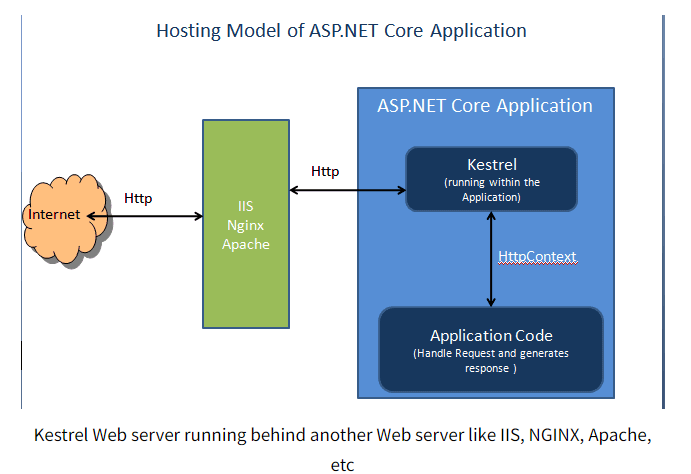 Hosting Model of ASP.NET Core Application
ASP.NET Core Application
Internet
Http
IIS
Nginx
Apache
Http
Kestrel
(running within the
Application)
HttpContext
Application Code
(Handle Request and generates
response )
Kestrel Web server running behind another Web server like IIS, NGINX, Apache,
etc